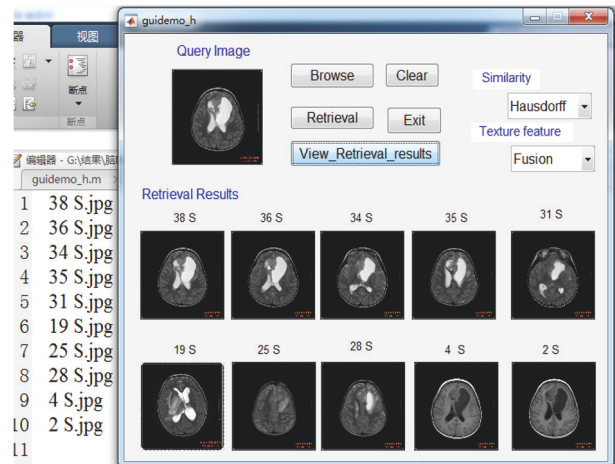 器
视图
断点
断点
编辑器 - G:\结果\脑
guidemo_h.m
1 38 S.jpg
2 36 S.jpg
3 34 S.jpg
4 35 S.jpg
5 31 S.jpg
6 19 S.jpg
7 25 S.jpg
8 28 S.jpg
9 4 S.jpg
10 2 S.jpg
11
guidemo_h
Query Image
Browse
Clear
Similarity
Hausdorff
Retrieval
Exit
Texture feature
View_Retrieval_results
Fusion
Retrieval Results
38 S
36 S
34 S
35 S
31 S
19 S
25 S
28 S
4 S
2 S